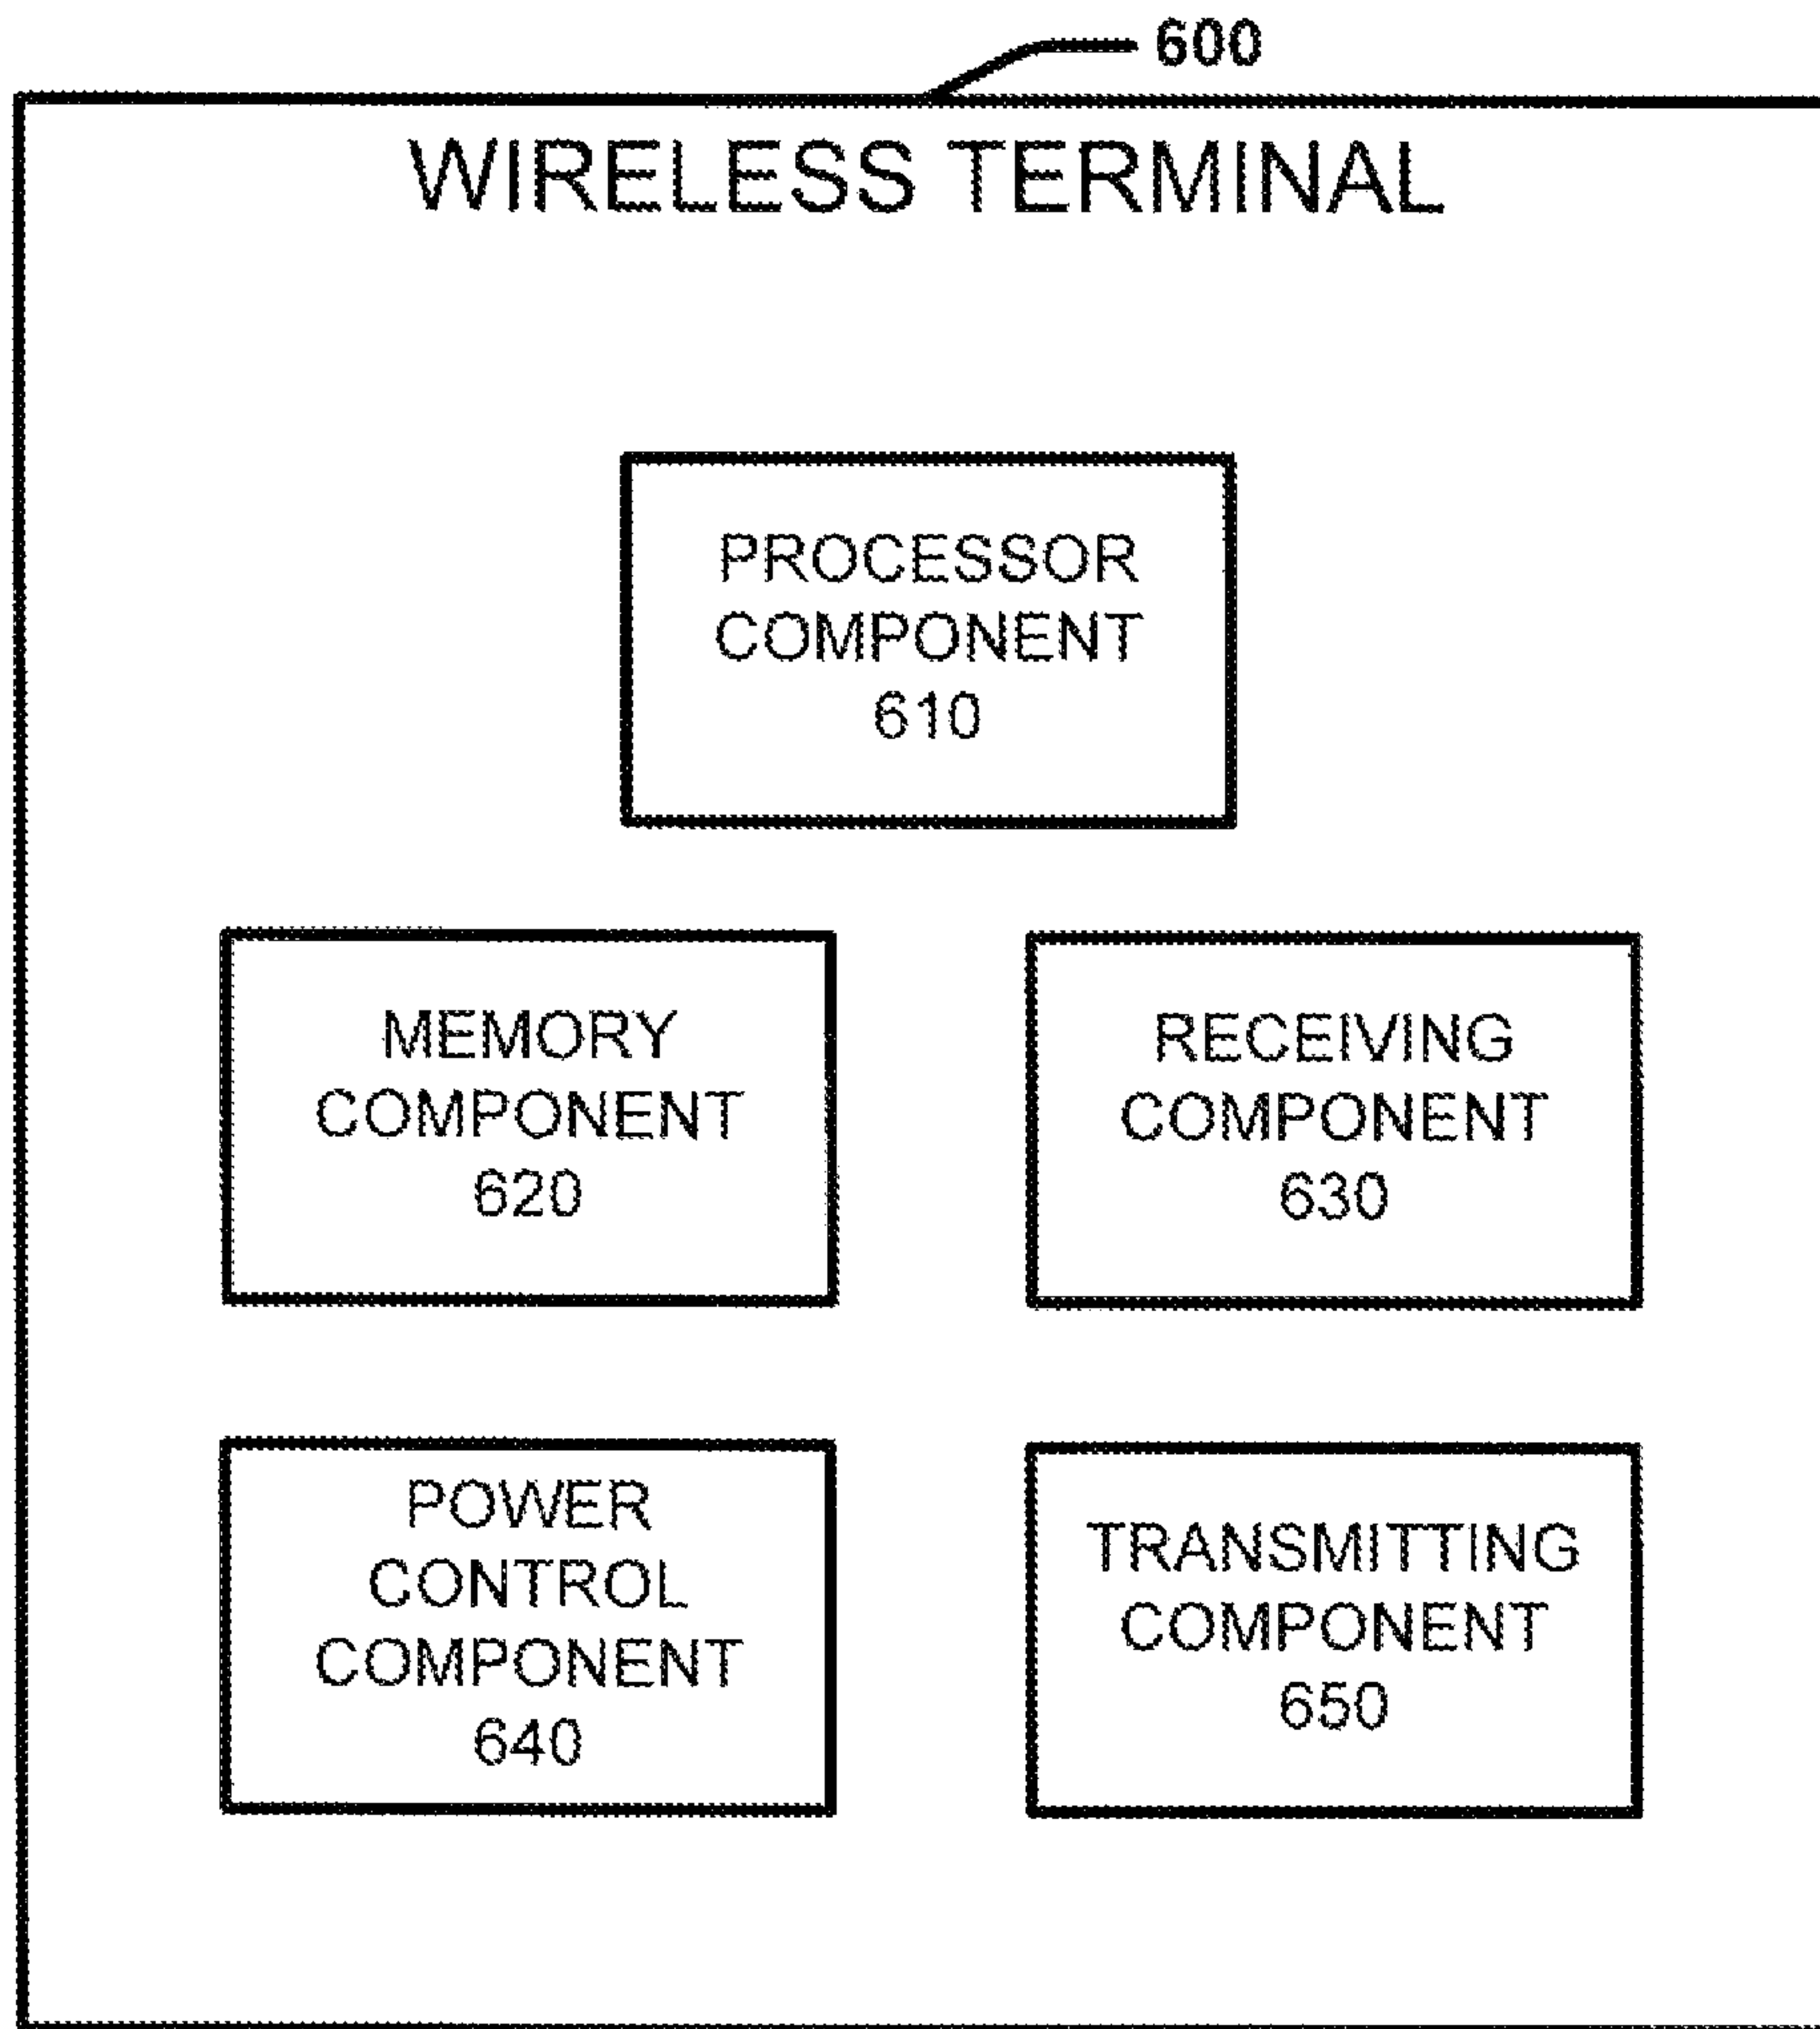 600
WIRELESS TERMINAL
PROCESSOR
COMPONENT
610
MEMORY
COMPONENT
620
RECEIVING
COMPONENT
630
POWER
CONTROL
COMPONENT
640
TRANSMITTING
COMPONENT
650